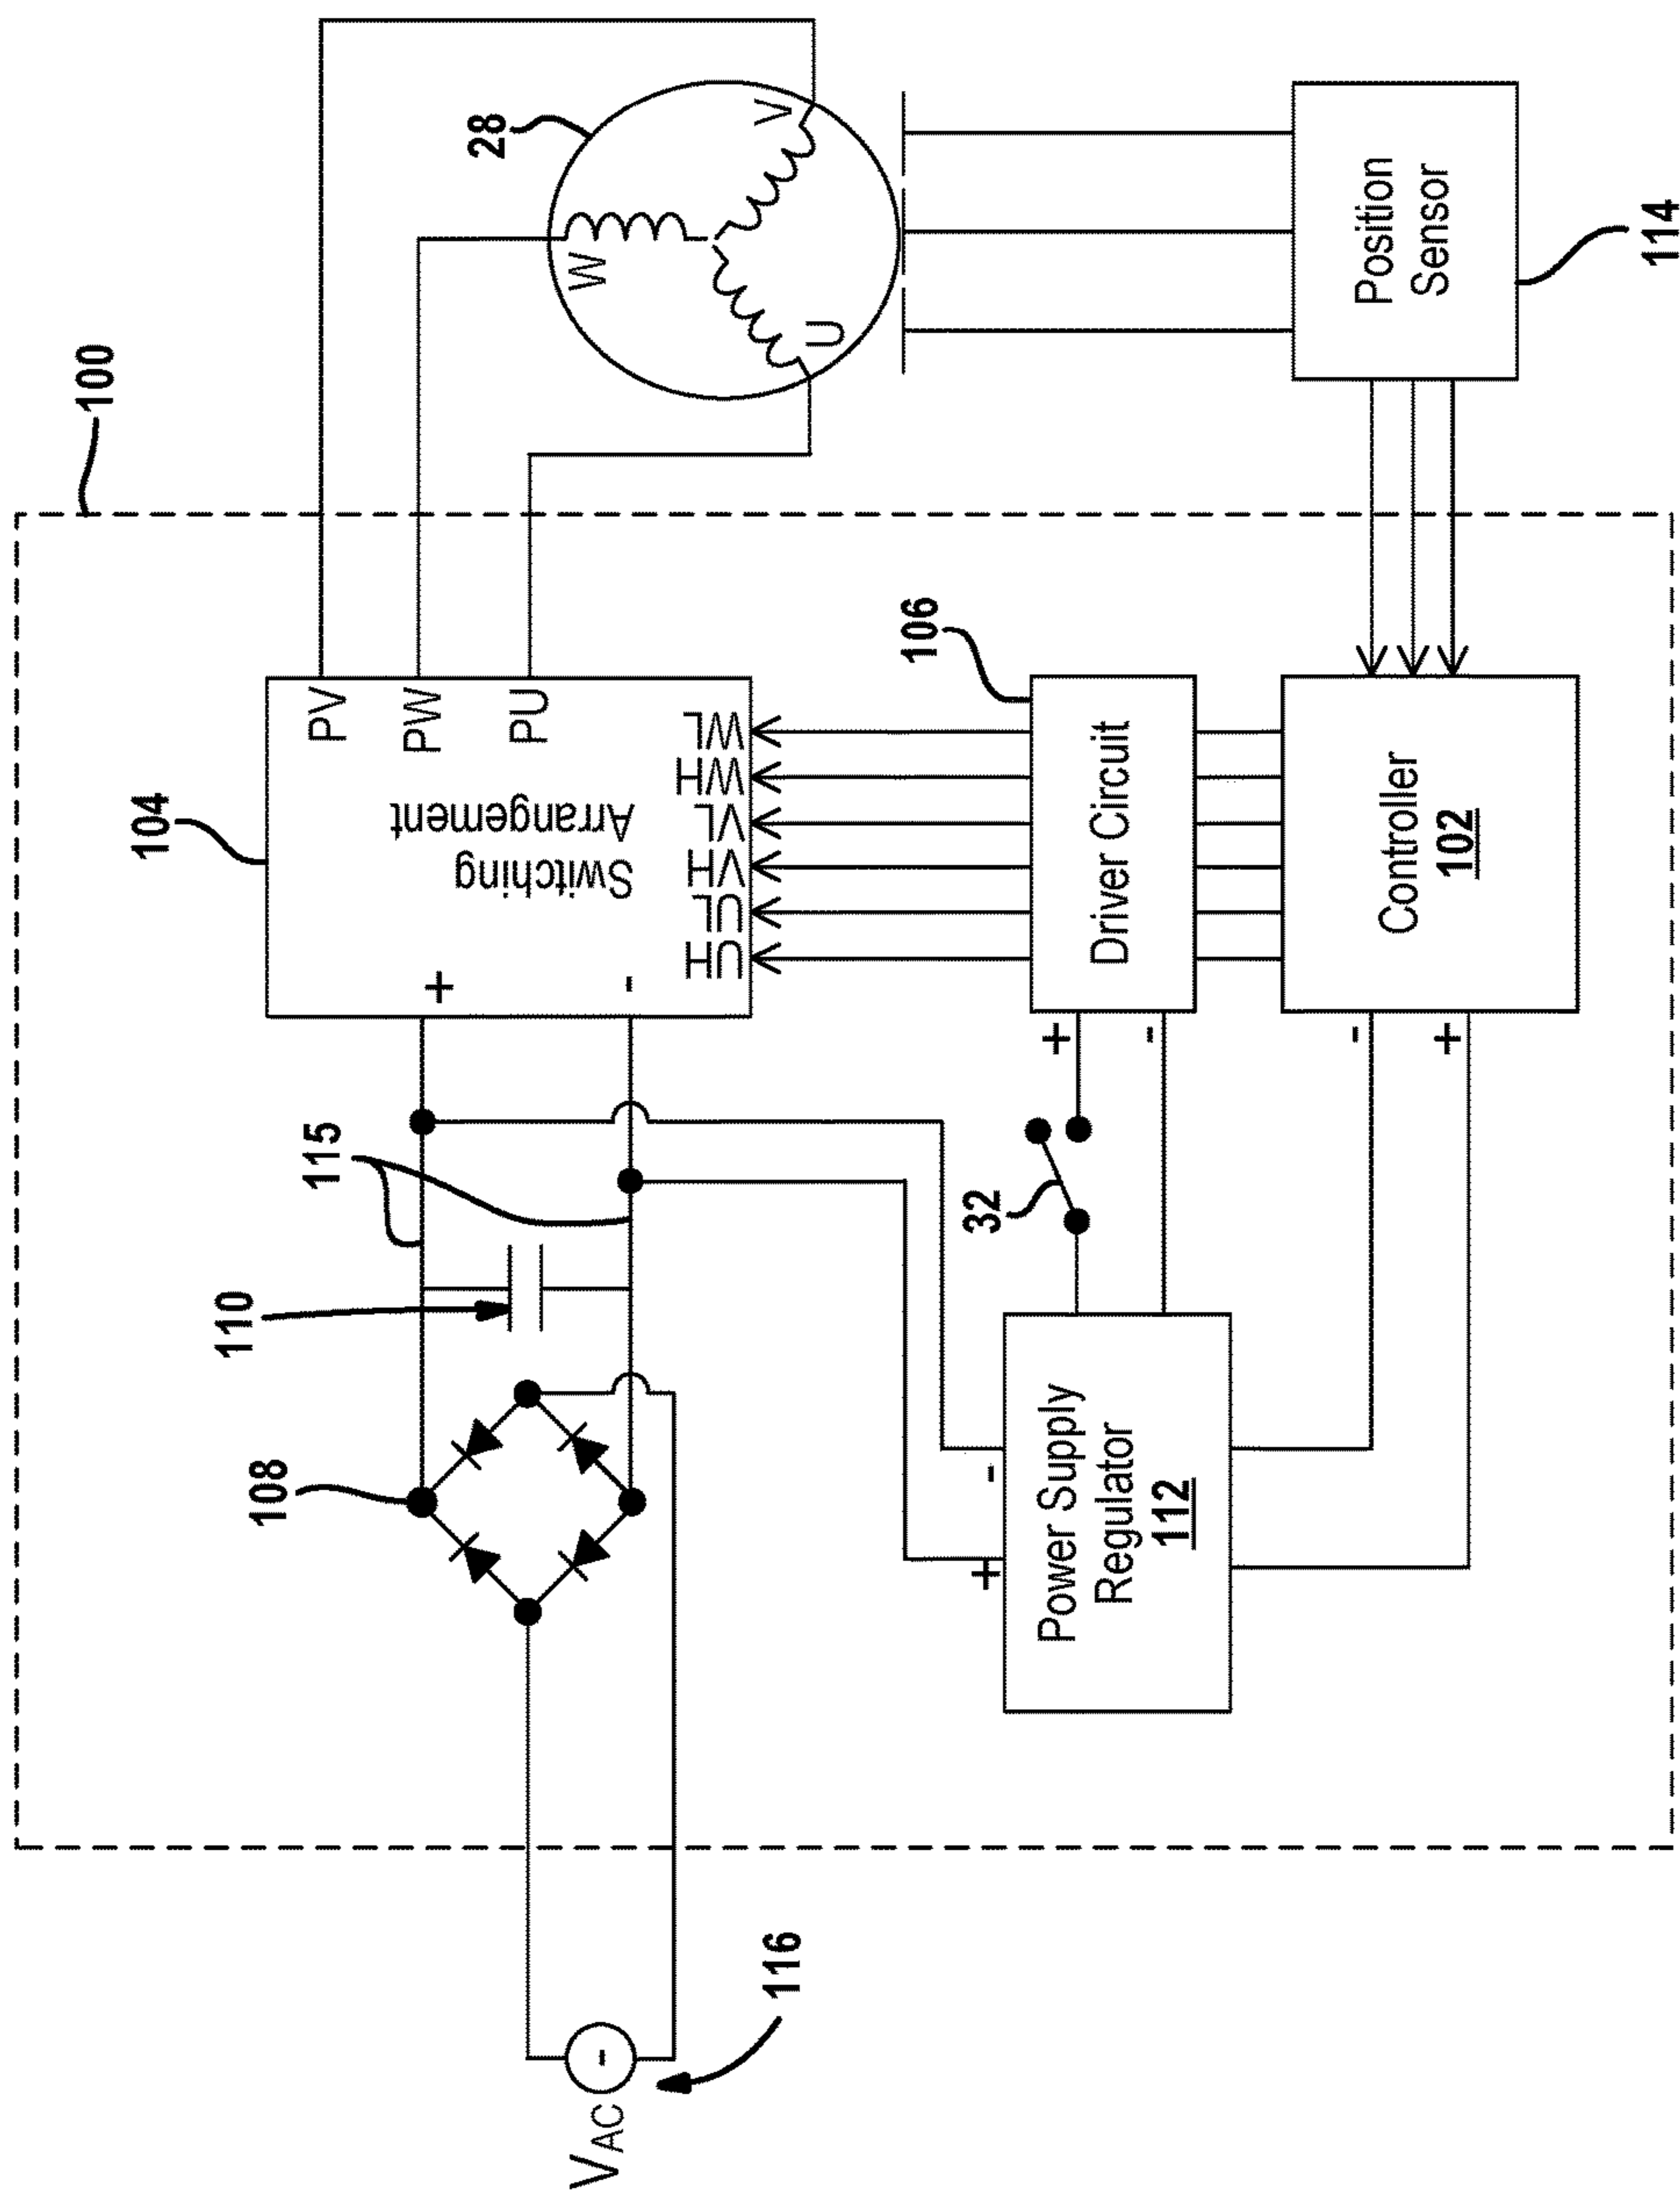 100
28
V
W
U
104
PV
PW
PU
Switching
Arrangement
+
-
UH
UL
VH
VL
WH
WL
115
110
108
106
Driver Circuit
+
-
32
Controller
102
-
+
Power Supply
Regulator
112
-
+
Position
Sensor
114
VAC
-
116